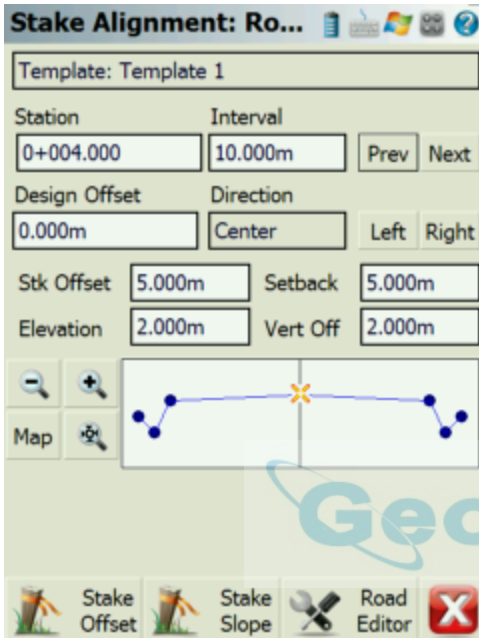 Stake Alignment: Ro...
Template: Template 1
Station Interval
0+004.000 10.000m Prev Next
Design Offset Direction
0.000m Center Left Right
Stk Offset 5.000m Setback 5.000m
Elevation 2.000m Vert Off 2.000m
Map
Geo
Stake Offset Stake Slope Road Editor